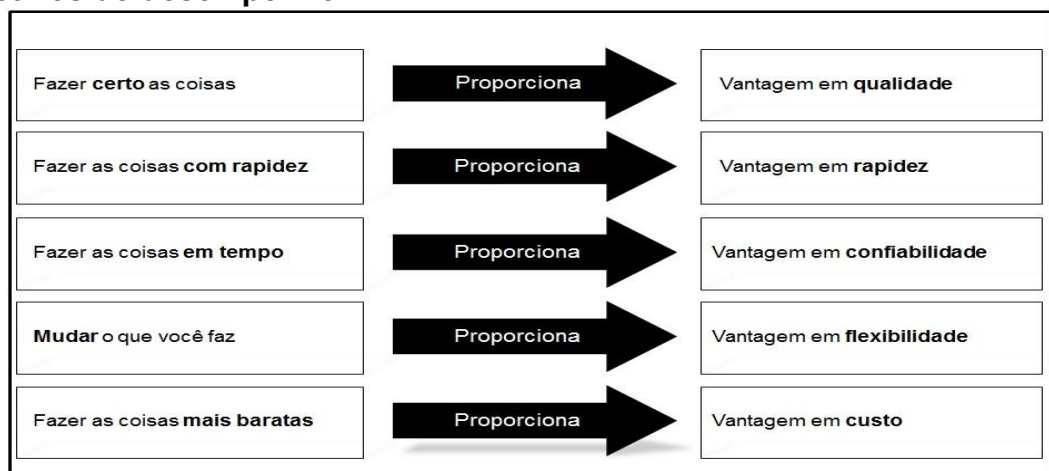 Fazer certo as coisas Proporciona Vantagem em qualidade
Fazer as coisas com rapidez Proporciona Vantagem em rapidez
Fazer as coisas em tempo Proporciona Vantagem em confiabilidade
Mudar o que você faz Proporciona Vantagem em flexibilidade
Fazer as coisas mais baratas Proporciona Vantagem em custo